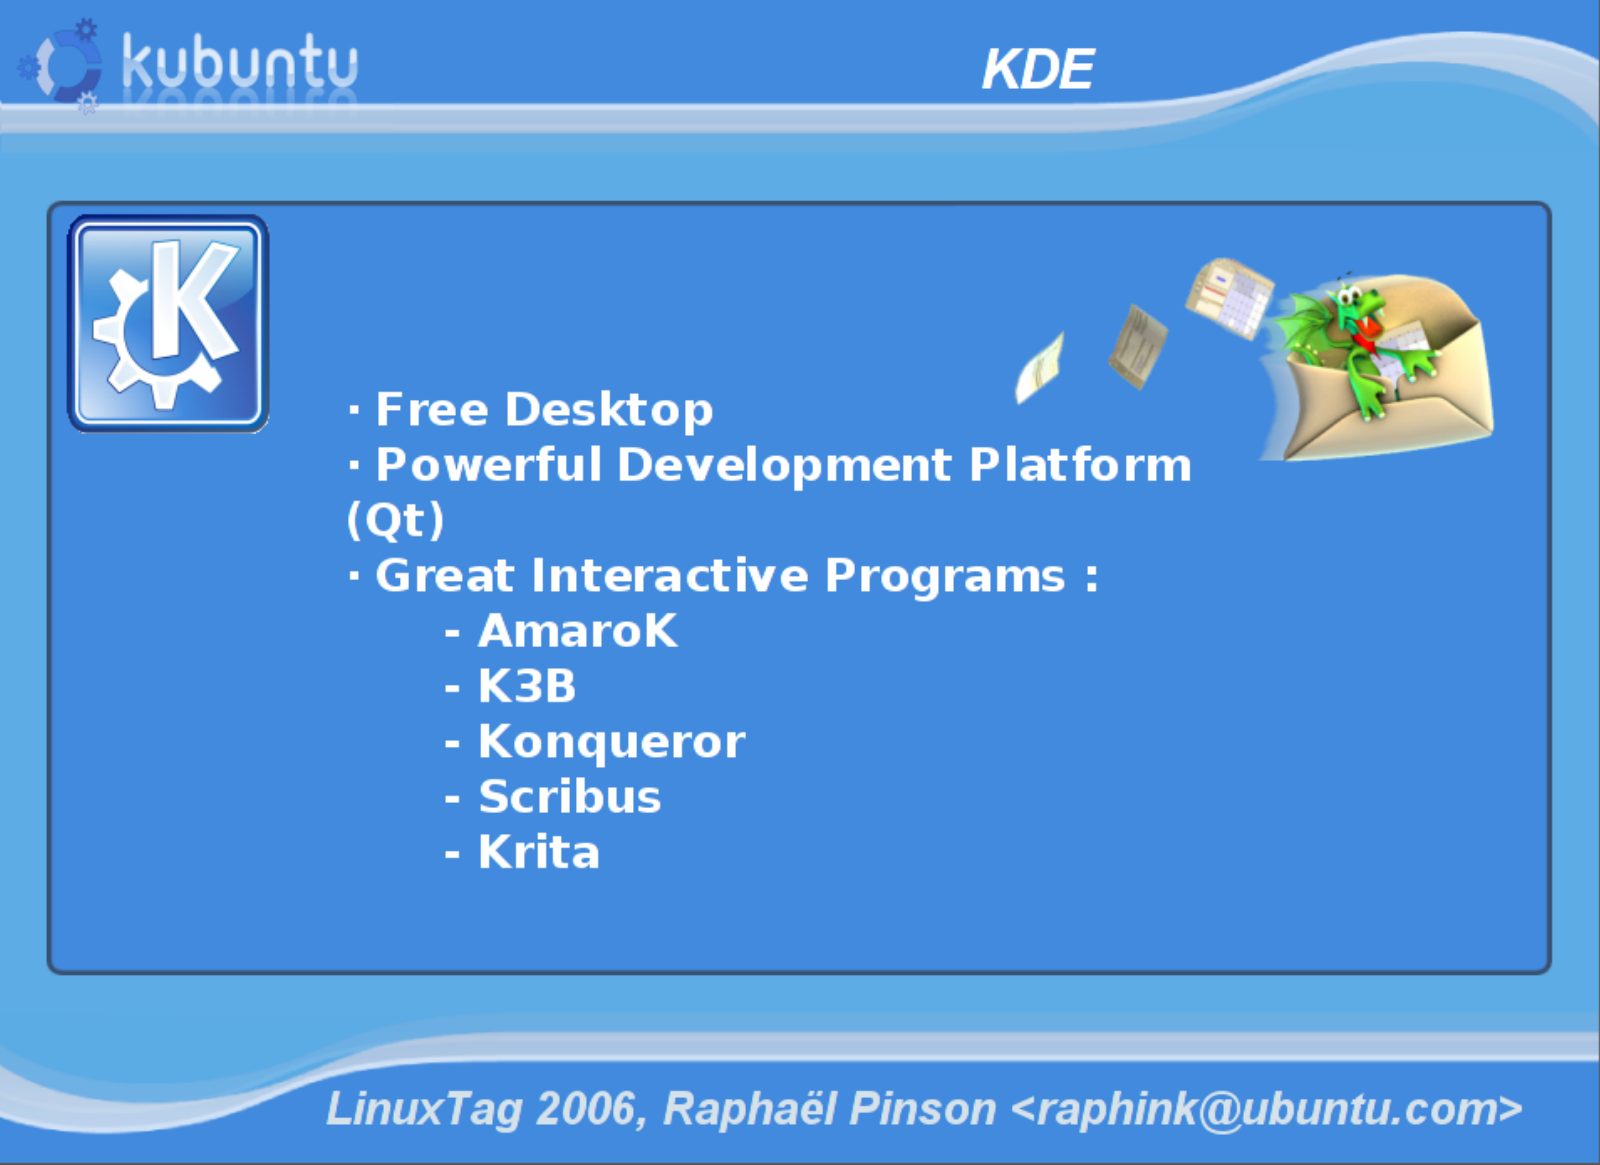 kubuntu
KDE
K
· Free Desktop
· Powerful Development Platform
(Qt)
· Great Interactive Programs :
- AmaroK
- K3B
- Konqueror
- Scribus
- Krita
LinuxTag 2006, Raphaël Pinson <raphink@ubuntu.com>